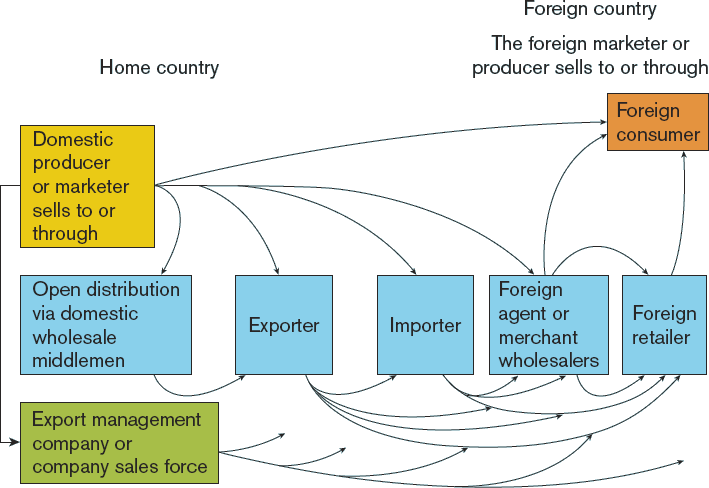 Foreign country
The foreign marketer or
producer sells to or through
Home country
Foreign
consumer
Domestic
producer
or marketer
sells to or
through
Open distribution
via domestic
wholesale
middlemen
Exporter
Importer
Foreign
agent or
merchant
wholesalers
Foreign
retailer
Export management
company or
company sales force